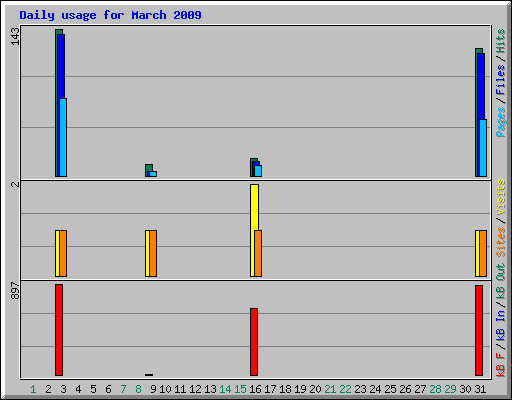 Daily usage for March 2009
143
2
897
Pages / Files / Hits
Sites / Visits
kB F / kB In / kB Out
1 2 3 4 5 6 7 8 9 10 11 12 13 14 15 16 17 18 19 20 21 22 23 24 25 26 27 28 29 30 31